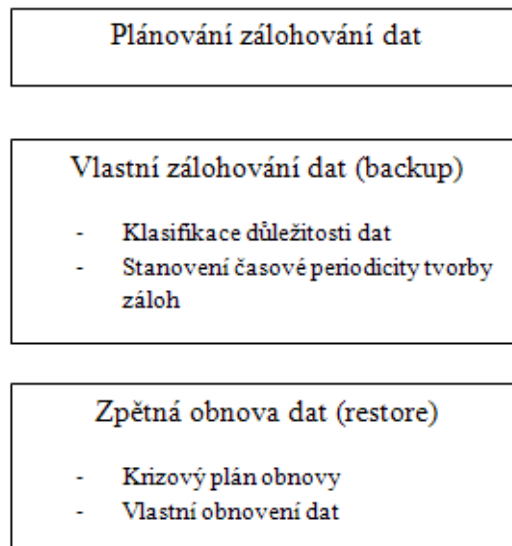 Plánování zálohování dat
Vlastní zálohování dat (backup)
- Klasifikace důležitosti dat
- Stanovení časové periodicity tvorby
záloh
Zpětná obnova dat (restore)
- Krizový plán obnovy
- Vlastní obnovení dat